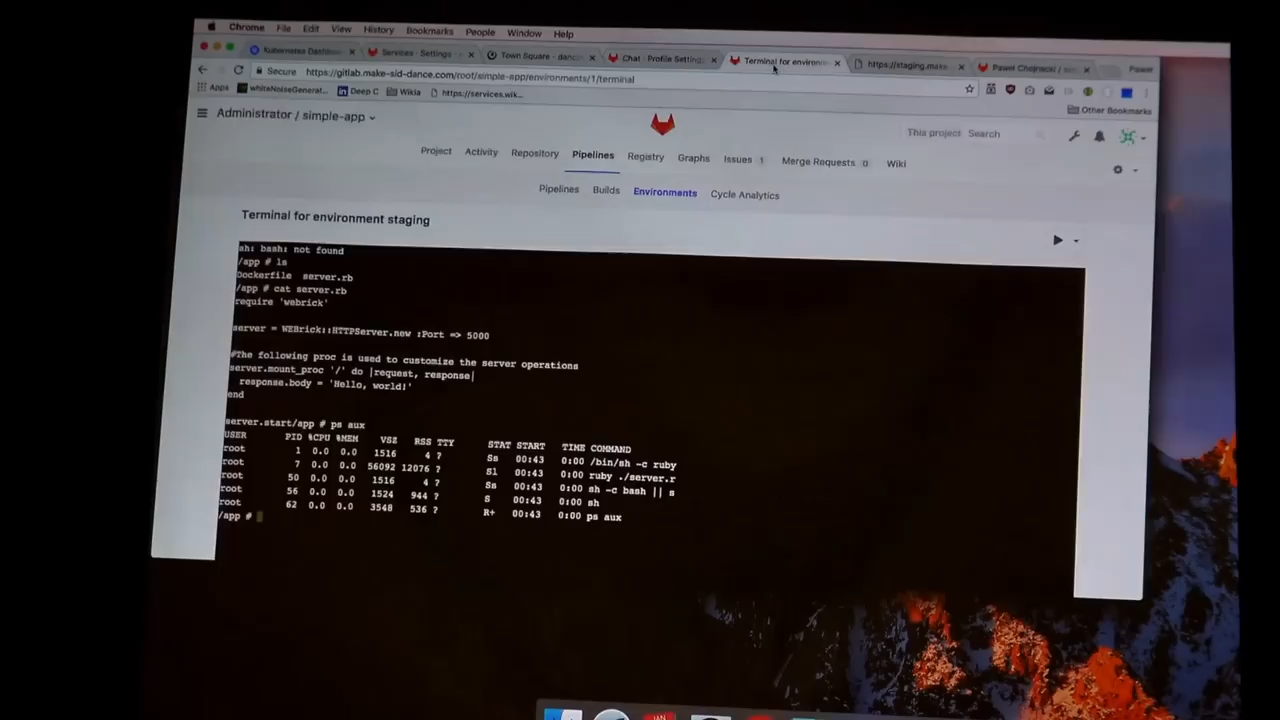 Chrome File Edit View History Bookmarks People Window Help
Kubernetes Dashbo Services · Settings Town Square - danc Chat · Profile Setting Terminal for environm https://staging.make Paweł Chojnacki / sim Paweł
Secure https://gitlab.make-sid-dance.com/root/simple-app/environments/1/terminal
Apps whiteNoiseGenerat... Deep C Wikia https://services.wik... Other Bookmarks
Administrator / simple-app This project Search
Project Activity Repository Pipelines Registry Graphs Issues 1 Merge Requests 0 Wiki
Pipelines Builds Environments Cycle Analytics
Terminal for environment staging
sh: bash: not found
/app # ls
Dockerfile server.rb
/app # cat server.rb
require 'webrick'
server = WEBrick::HTTPServer.new :Port => 5000
#The following proc is used to customize the server operations
server.mount_proc '/' do |request, response|
response.body = 'Hello, world!'
end
server.start/app # ps aux
USER PID %CPU %MEM VSZ RSS TTY STAT START TIME COMMAND
root 1 0.0 0.0 1516 4 ? Ss 00:43 0:00 /bin/sh -c ruby
root 7 0.0 0.0 56092 12076 ? Sl 00:43 0:00 ruby ./server.r
root 50 0.0 0.0 1516 4 ? Ss 00:43 0:00 sh -c bash || s
root 56 0.0 0.0 1524 944 ? S 00:43 0:00 sh
root 62 0.0 0.0 3548 536 ? R+ 00:43 0:00 ps aux
/app #
JAN